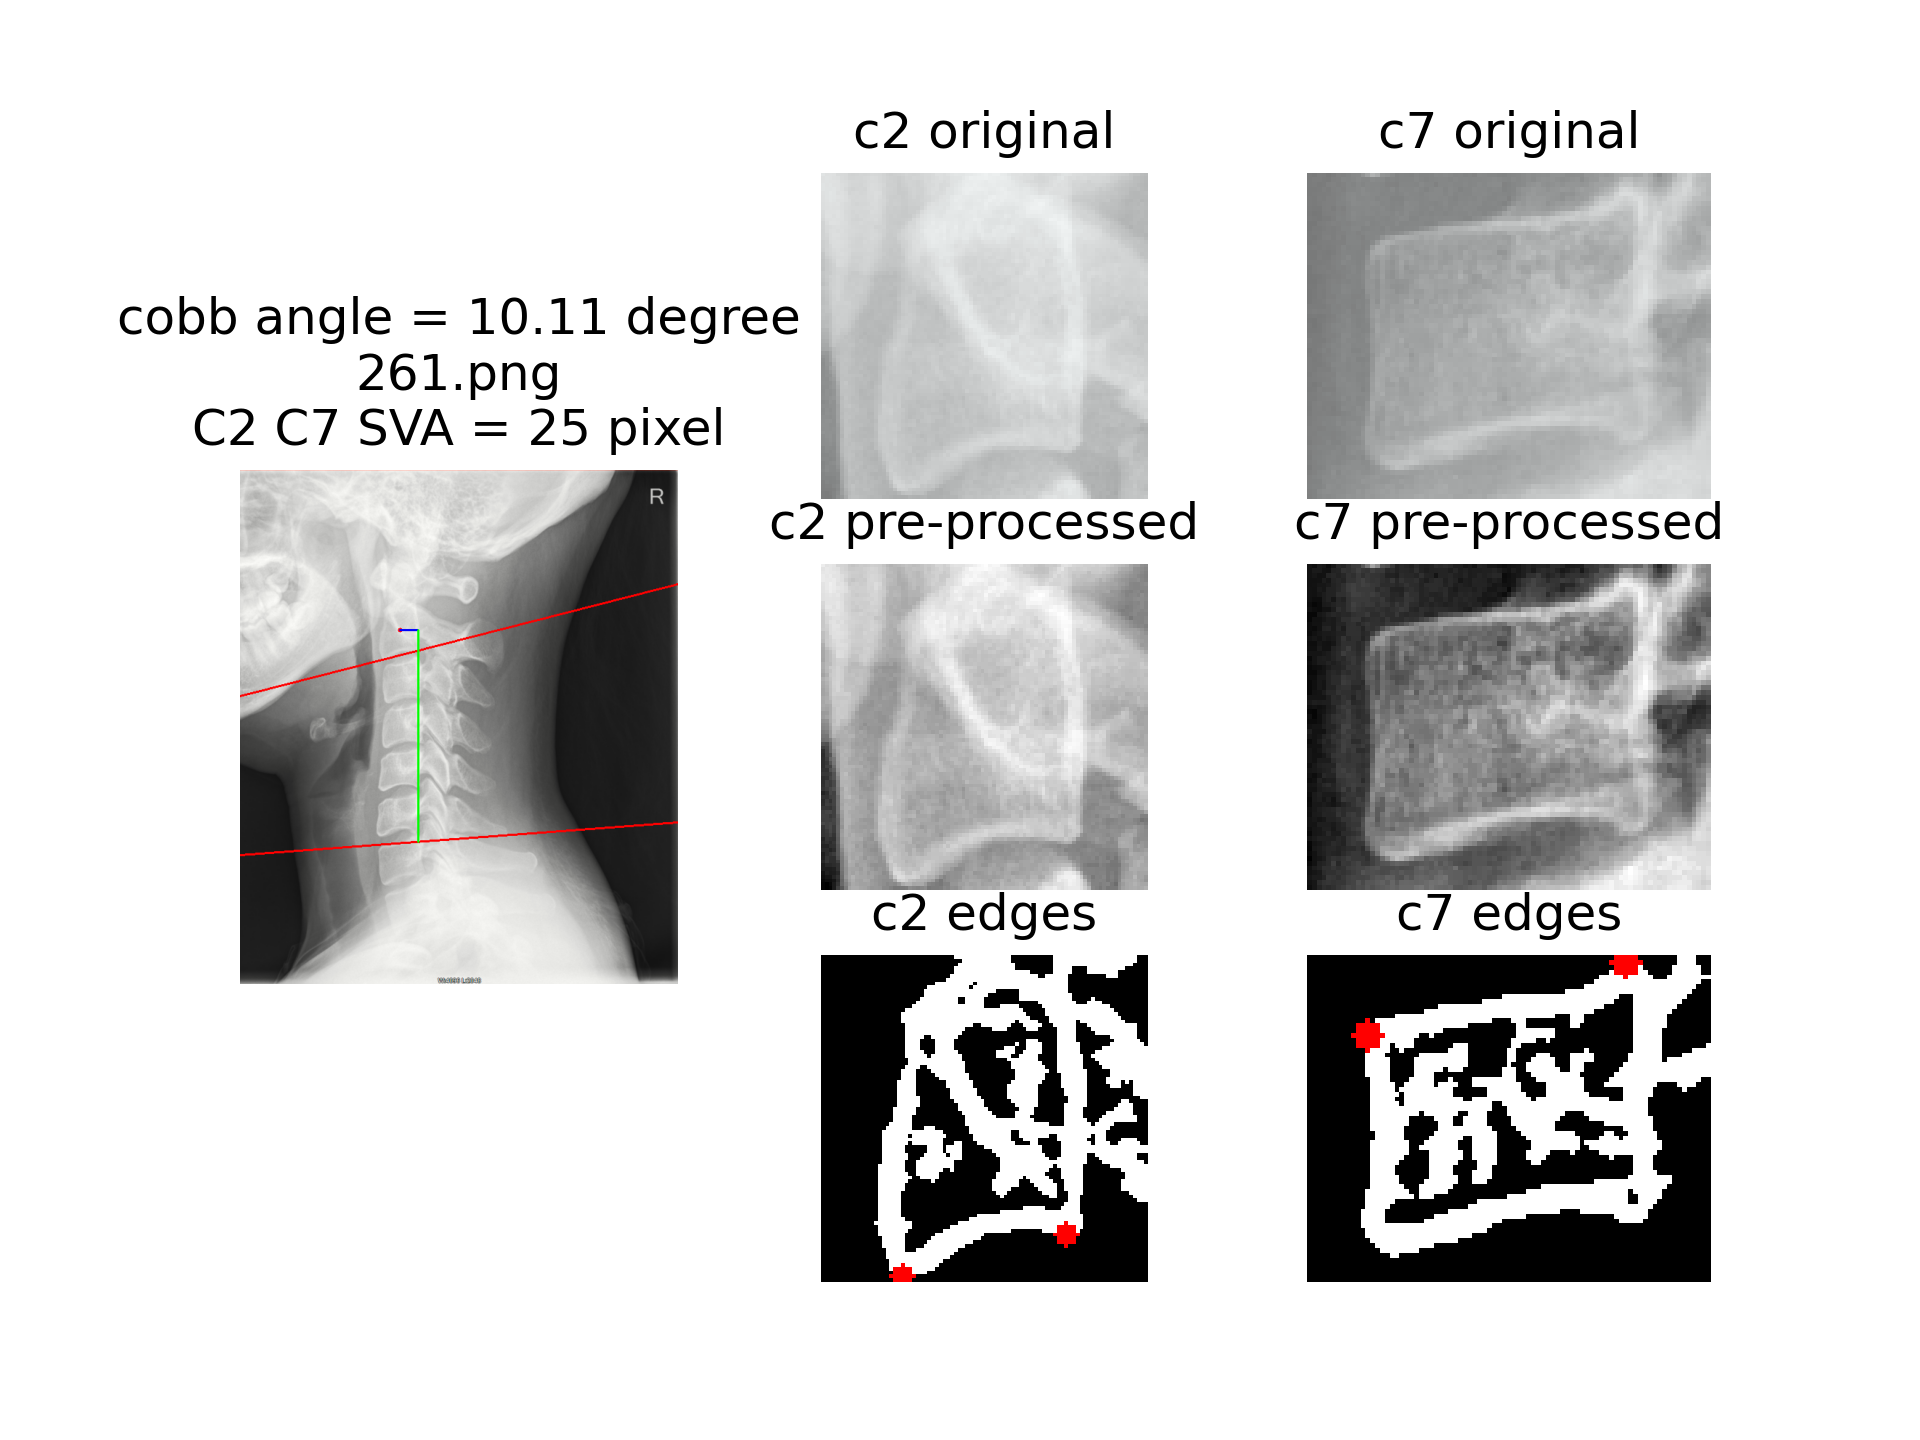 cobb angle = 10.11 degree
261.png
C2 C7 SVA = 25 pixel
R
c2 original
c7 original
c2 pre-processed
c7 pre-processed
c2 edges
c7 edges